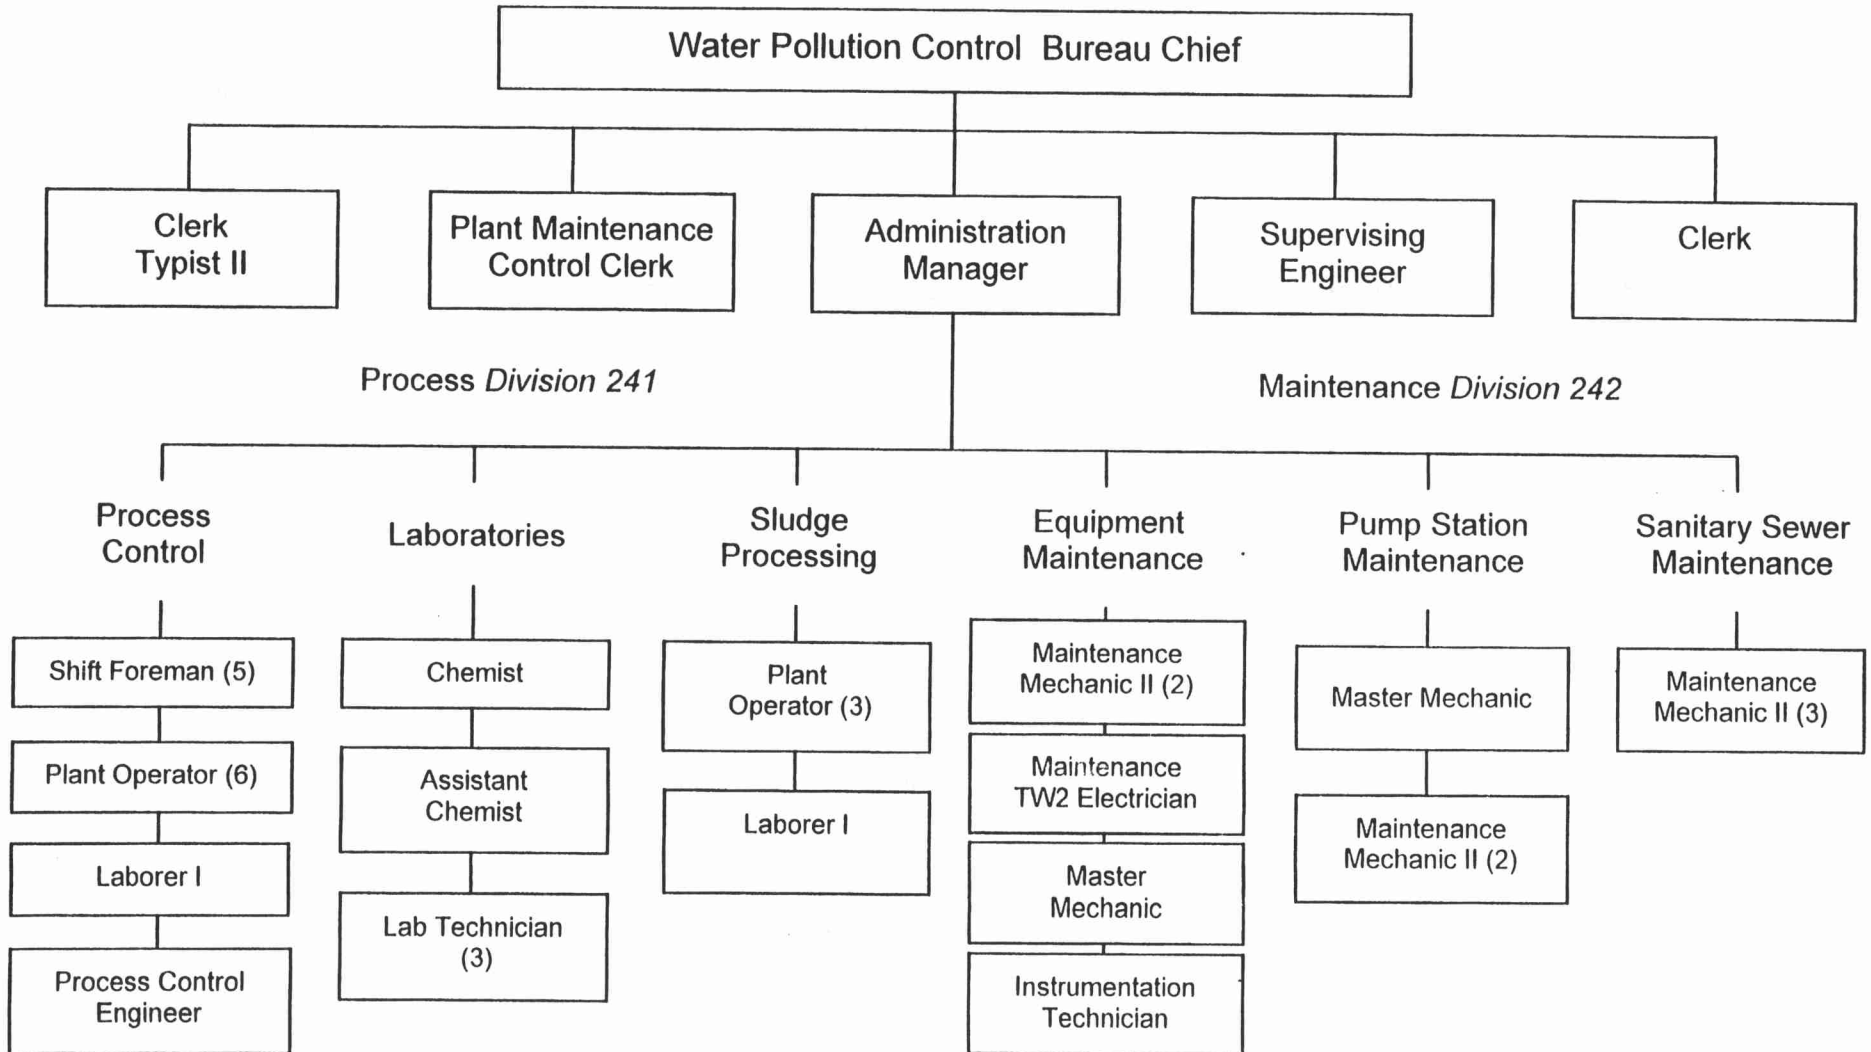 Water Pollution Control Bureau Chief
Clerk
Typist II
Plant Maintenance
Control Clerk
Administration
Manager
Supervising
Engineer
Clerk
Process Division 241
Maintenance Division 242
Process
Control
Laboratories
Sludge
Processing
Equipment
Maintenance
Pump Station
Maintenance
Sanitary Sewer
Maintenance
Shift Foreman (5)
Plant Operator (6)
Laborer I
Process Control
Engineer
Chemist
Assistant
Chemist
Lab Technician
(3)
Plant
Operator (3)
Laborer I
Maintenance
Mechanic II (2)
Maintenance
TW2 Electrician
Master
Mechanic
Instrumentation
Technician
Master Mechanic
Maintenance
Mechanic II (2)
Maintenance
Mechanic II (3)